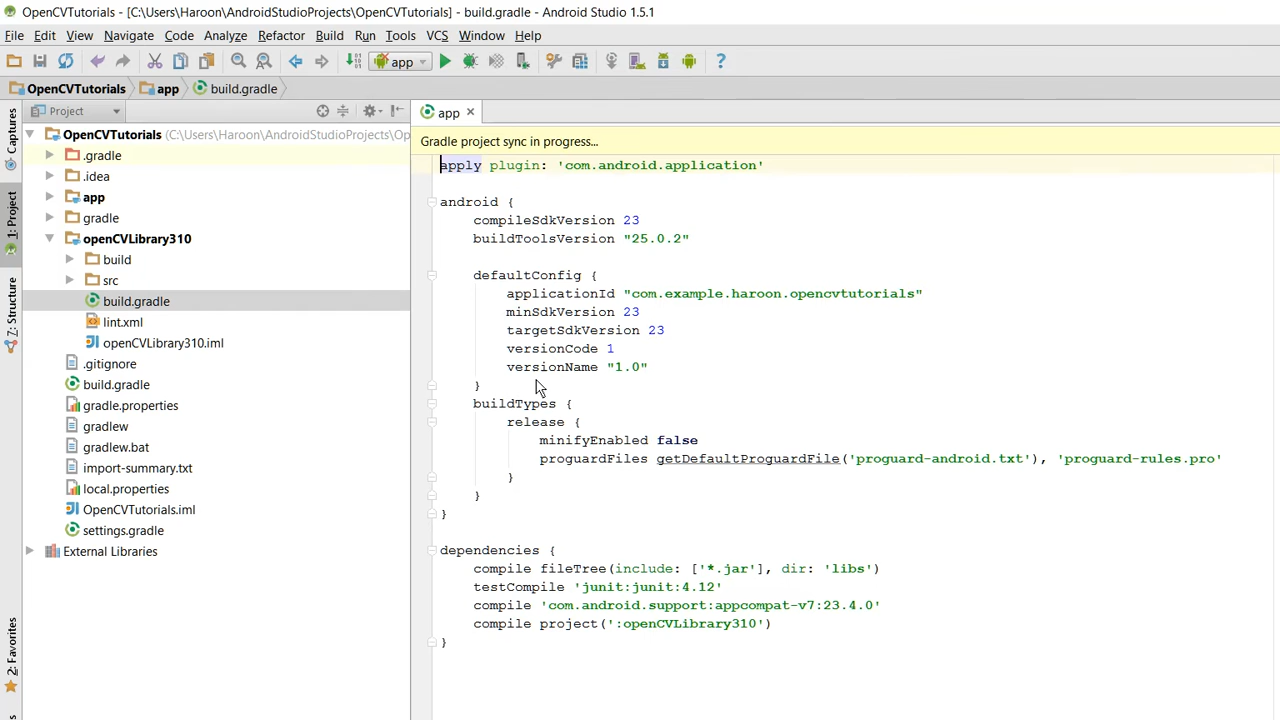 OpenCVTutorials - [C:\Users\Haroon\AndroidStudioProjects\OpenCVTutorials] - build.gradle - Android Studio 1.5.1
File Edit View Navigate Code Analyze Refactor Build Run Tools VCS Window Help
app
OpenCVTutorials app build.gradle
Captures
1: Project
7: Structure
2: Favorites
Project
OpenCVTutorials (C:\Users\Haroon\AndroidStudioProjects\Op
.gradle
.idea
app
gradle
openCVLibrary310
build
src
build.gradle
lint.xml
openCVLibrary310.iml
.gitignore
build.gradle
gradle.properties
gradlew
gradlew.bat
import-summary.txt
local.properties
OpenCVTutorials.iml
settings.gradle
External Libraries
app
Gradle project sync in progress...
apply plugin: 'com.android.application'
android {
compileSdkVersion 23
buildToolsVersion "25.0.2"
defaultConfig {
applicationId "com.example.haroon.opencvtutorials"
minSdkVersion 23
targetSdkVersion 23
versionCode 1
versionName "1.0"
}
buildTypes {
release {
minifyEnabled false
proguardFiles getDefaultProguardFile('proguard-android.txt'), 'proguard-rules.pro'
}
}
}
dependencies {
compile fileTree(include: ['*.jar'], dir: 'libs')
testCompile 'junit:junit:4.12'
compile 'com.android.support:appcompat-v7:23.4.0'
compile project(':openCVLibrary310')
}